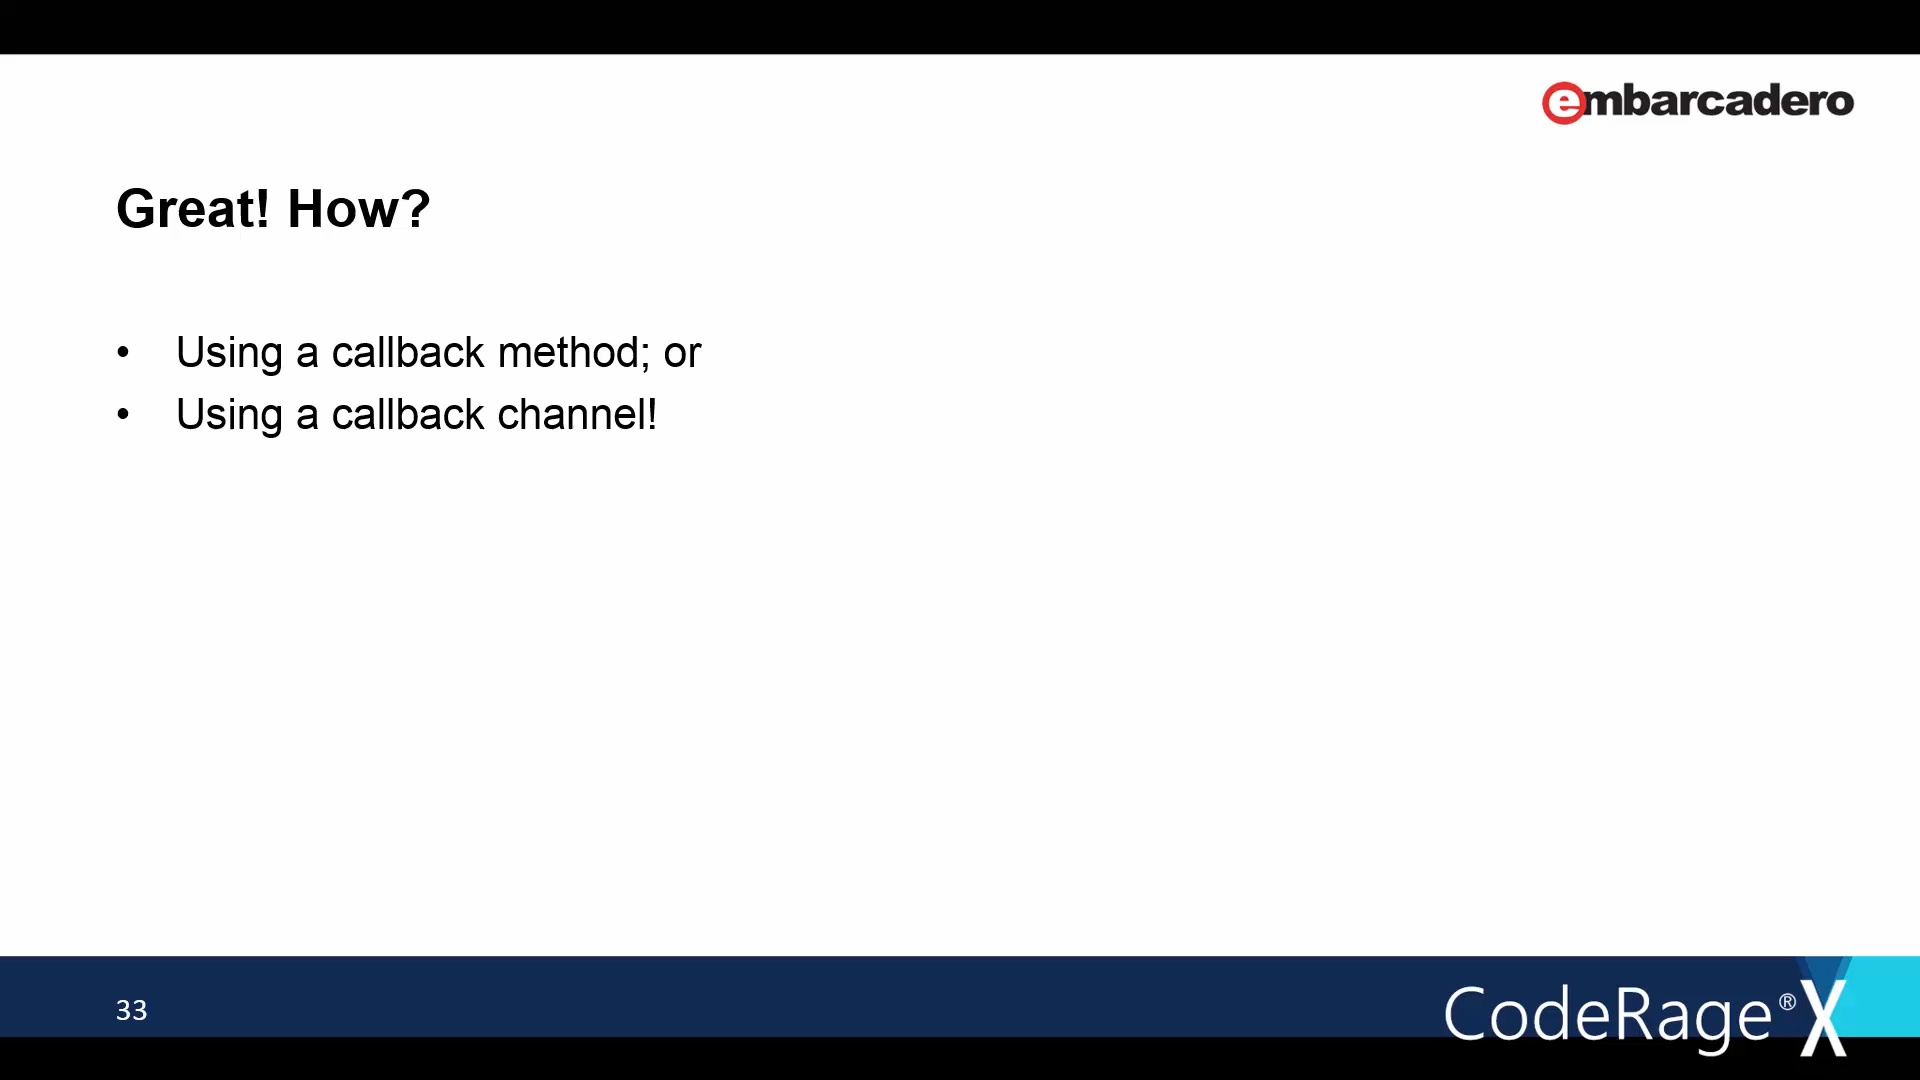 embarcadero
Great! How?
• Using a callback method; or
• Using a callback channel!
33
CodeRage® X